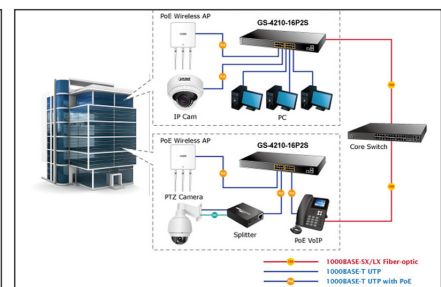 PoE Wireless AP
GS-4210-16P2S
IP Cam
PC
Core Switch
PoE Wireless AP
GS-4210-16P2S
PTZ Camera
Splitter
PoE VoIP
1000BASE-SX/LX Fiber-optic
1000BASE-T UTP
1000BASE-T UTP with PoE